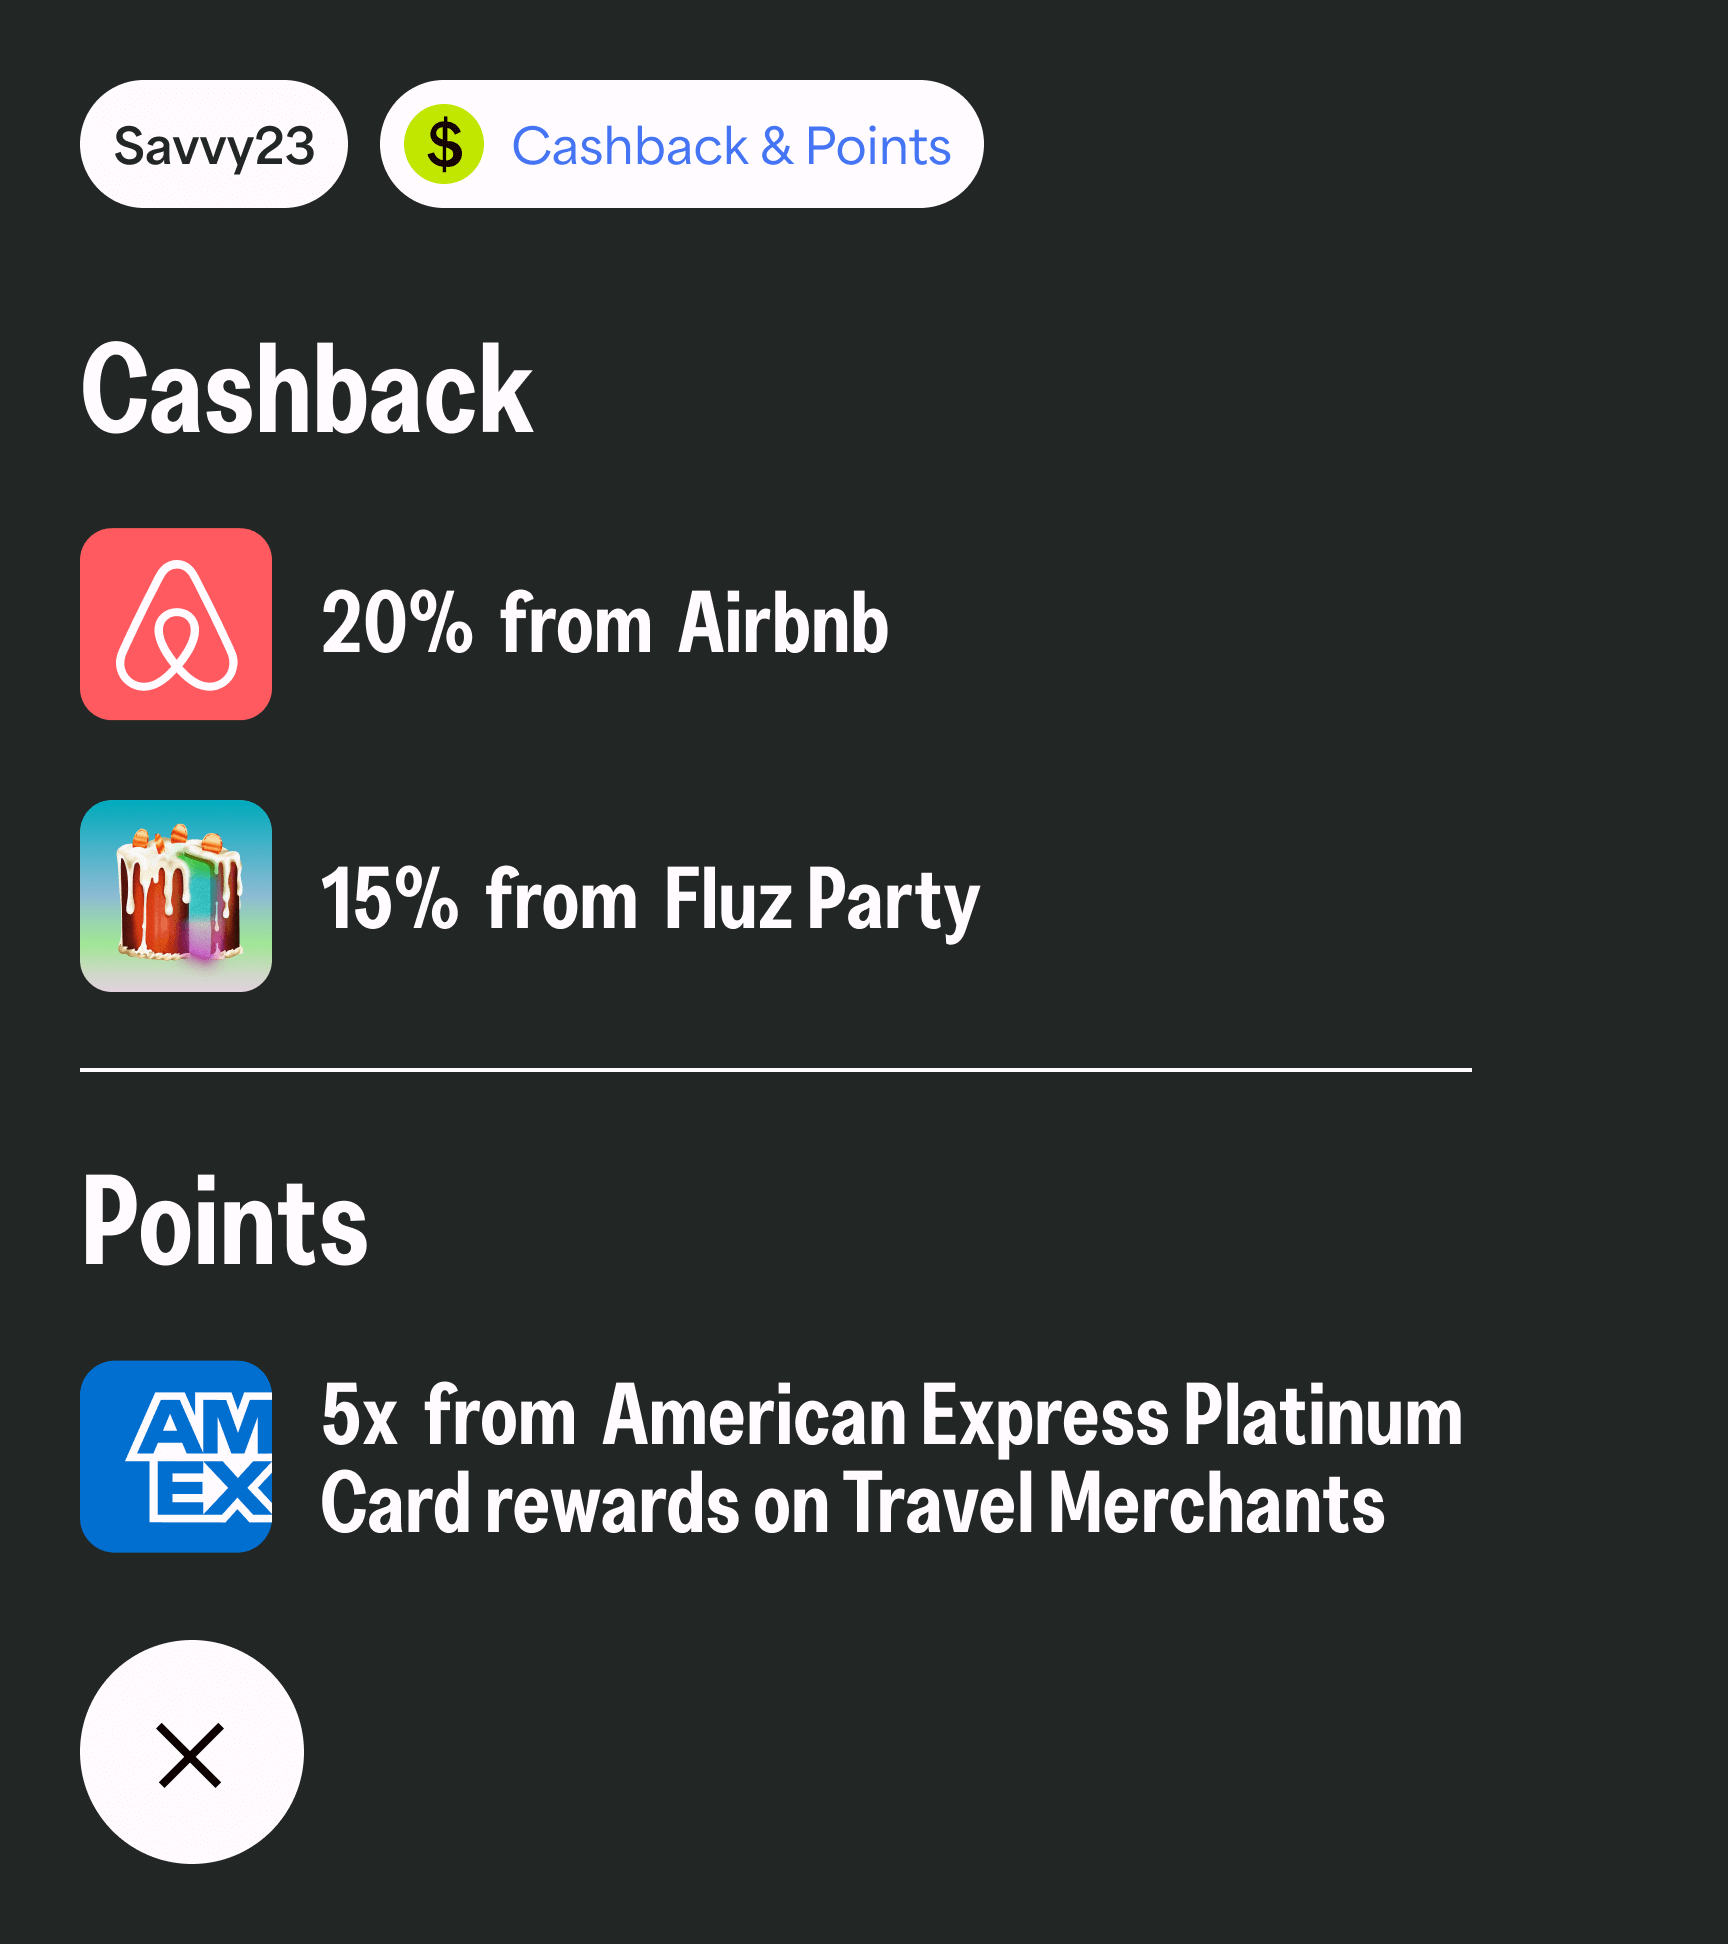 Savvy23
$ Cashback & Points
Cashback
20% from Airbnb
15% from Fluz Party
Points
AM
EX
5x from American Express Platinum
Card rewards on Travel Merchants